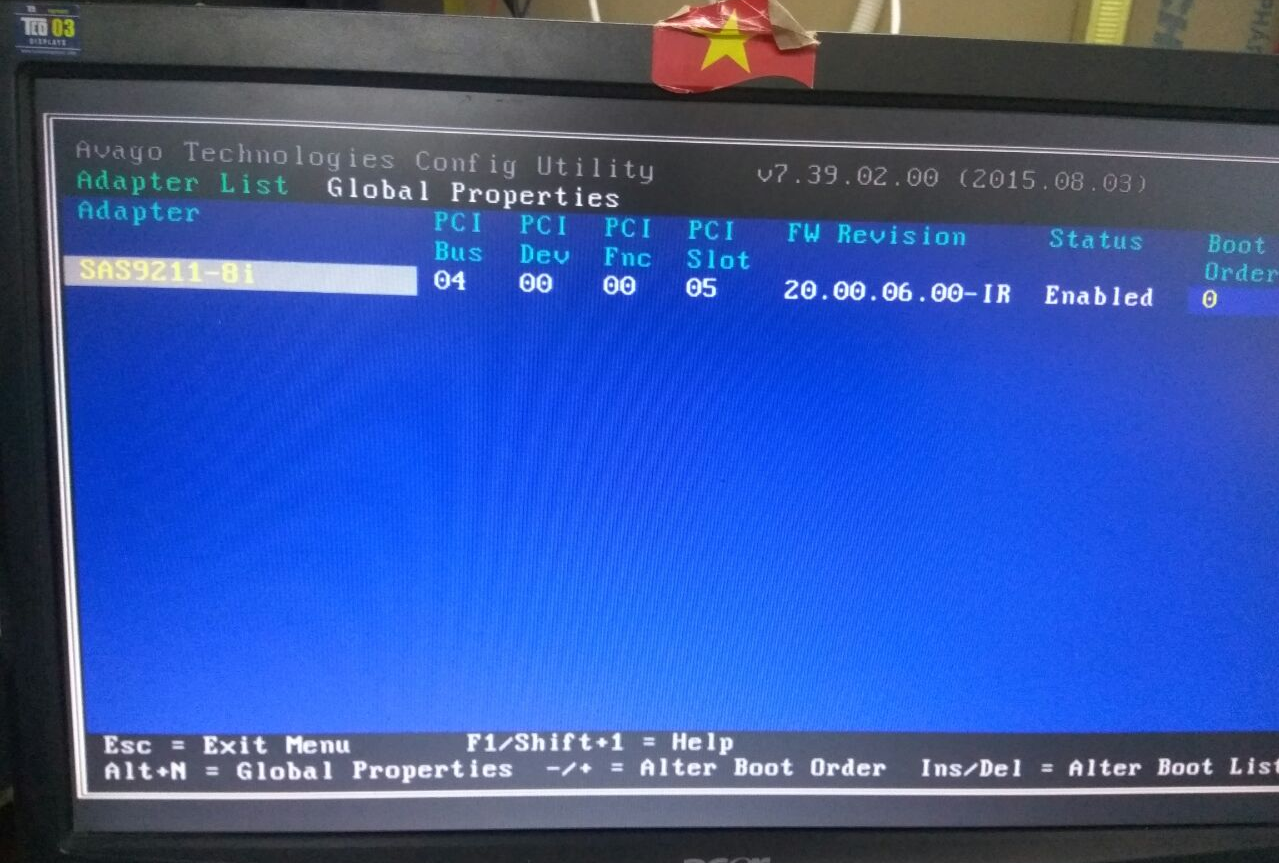 TCO 03
DISPLAYS
Avago Technologies Config Utility v7.39.02.00 (2015.08.03)
Adapter List Global Properties
Adapter PCI PCI PCI PCI FW Revision Status Boot
Bus Dev Fnc Slot Order
SAS9211-8i 04 00 00 05 20.00.06.00-IR Enabled 0
Esc = Exit Menu F1/Shift+1 = Help
Alt+N = Global Properties -/+ = Alter Boot Order Ins/Del = Alter Boot List
acer